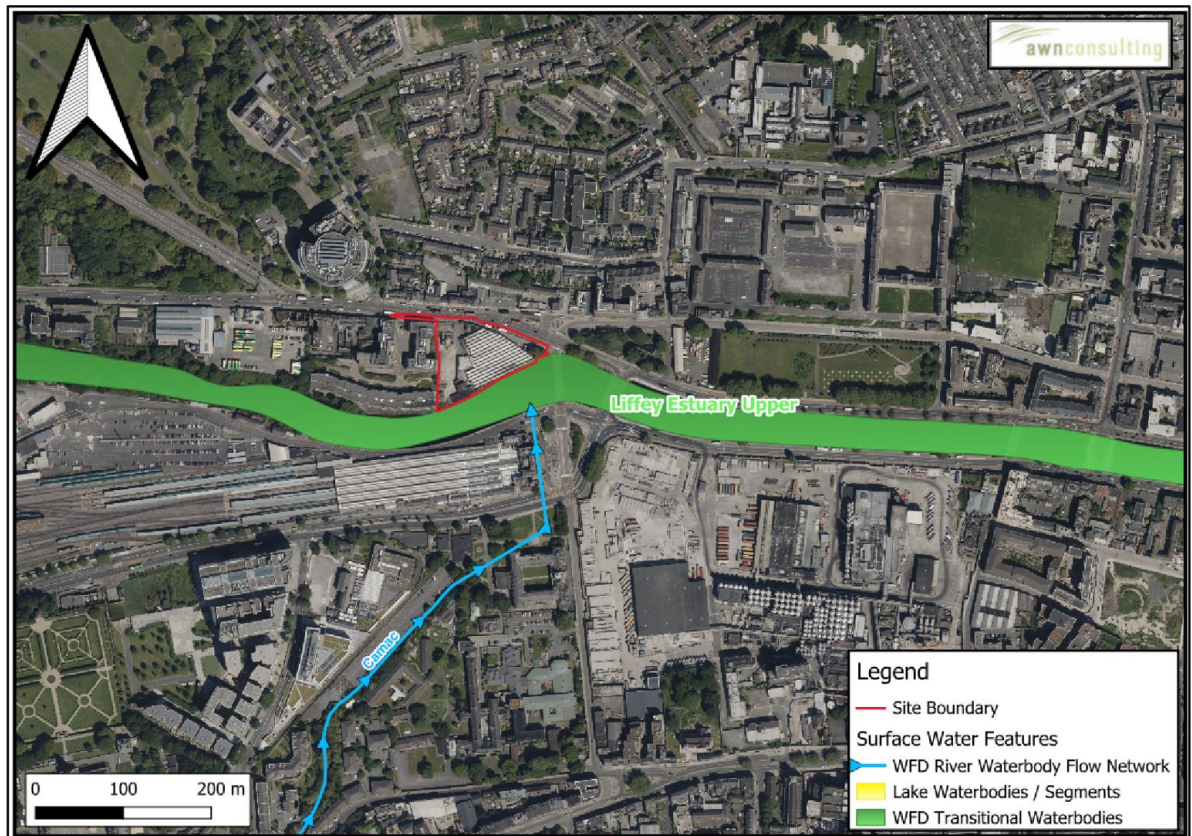 awnconsulting
Liffey Estuary Upper
Camac
Legend
Site Boundary
Surface Water Features
WFD River Waterbody Flow Network
Lake Waterbodies / Segments
WFD Transitional Waterbodies
0 100 200 m